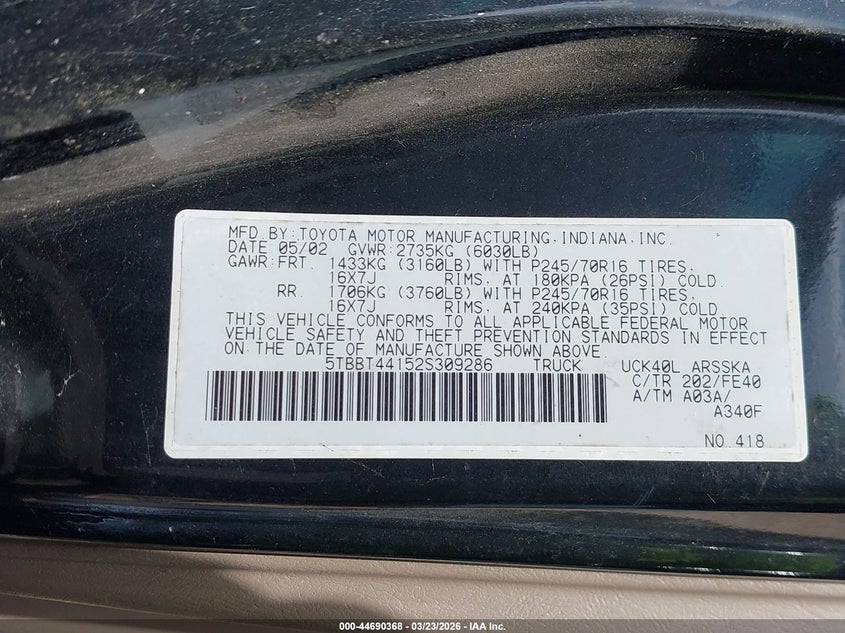 MFD. BY: TOYOTA MOTOR MANUFACTURING, INDIANA, INC.
DATE 05/02 GVWR: 2735KG (6030LB)
GAWR: FRT. 1433KG (3160LB) WITH P245/70R16 TIRES.
16X7J RIMS. AT 180KPA (26PSI) COLD.
RR. 1706KG (3760LB) WITH P245/70R16 TIRES.
16X7J RIMS. AT 240KPA (35PSI) COLD.
THIS VEHICLE CONFORMS TO ALL APPLICABLE FEDERAL MOTOR
VEHICLE SAFETY AND THEFT PREVENTION STANDARDS IN EFFECT
ON THE DATE OF MANUFACTURE SHOWN ABOVE.
5TBBT44152S309286 TRUCK UCK40L ARSSKA
C/TR 202/FE40
A/TM A03A/
A340F
NO. 418
000-44690368 - 03/23/2026 - IAA Inc.